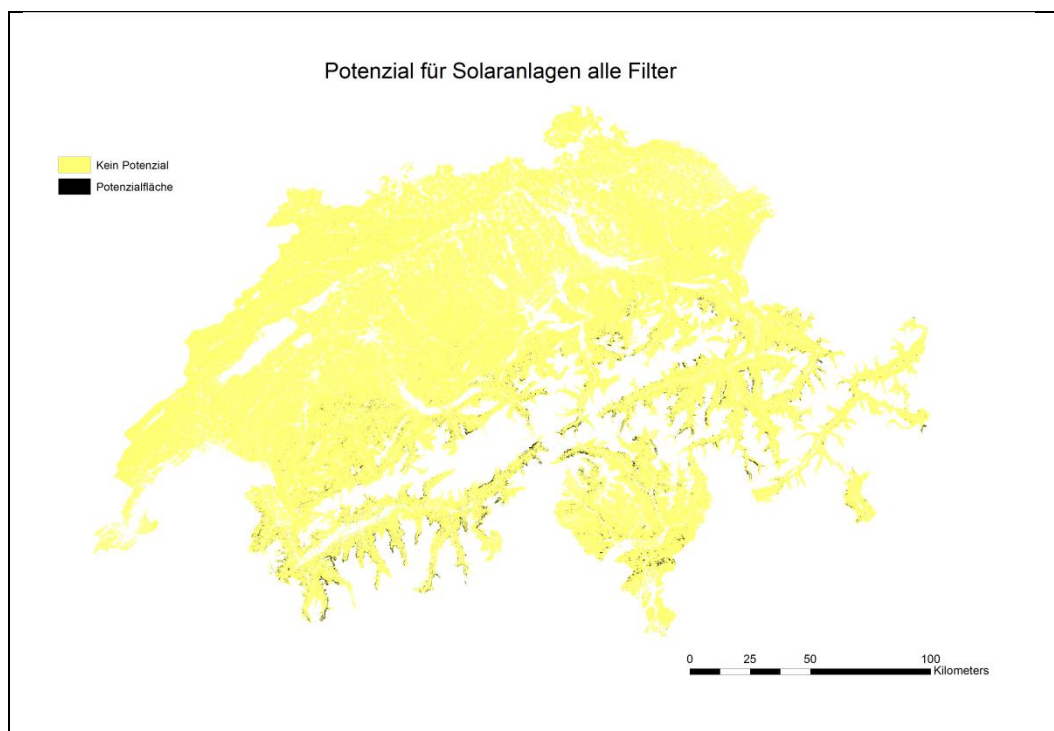 Potenzial für Solaranlagen alle Filter
Kein Potenzial
Potenzialfläche
0 25 50 100
Kilometers